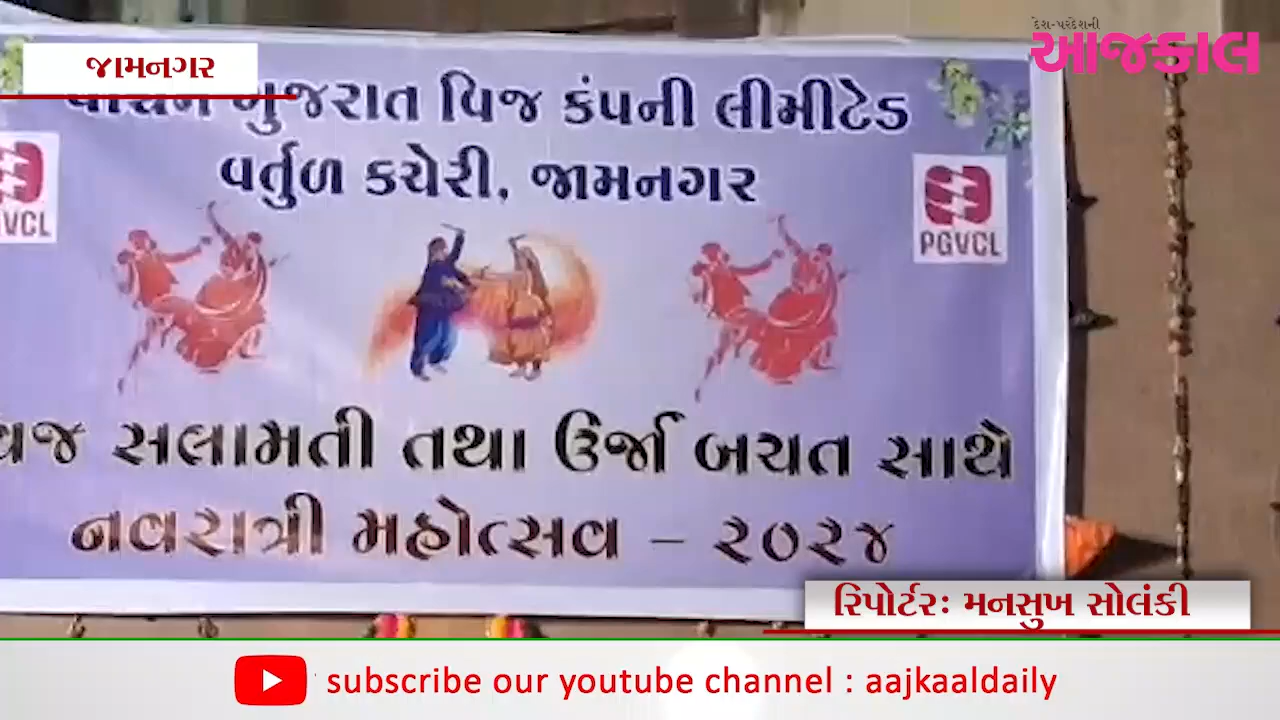 દેશ-પરદેશની
આજકાલ
જામનગર
ગુજરાત વિજ કંપની લીમીટેડ
વર્તુળ કચેરી, જામનગર
PGVCL
સલામતી તથા ઉર્જા બચત સાથે
નવરાત્રી મહોત્સવ – ૨૦૨૪
રિપોર્ટરઃ મનસુખ સોલંકી
subscribe our youtube channel : aajkaaldaily